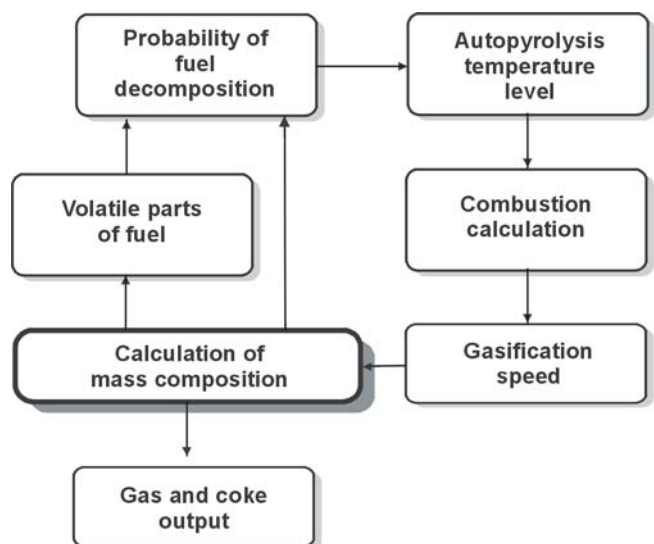 Probability of
fuel
decomposition
Autopyrolysis
temperature
level
Volatile parts
of fuel
Combustion
calculation
Calculation of
mass composition
Gasification
speed
Gas and coke
output